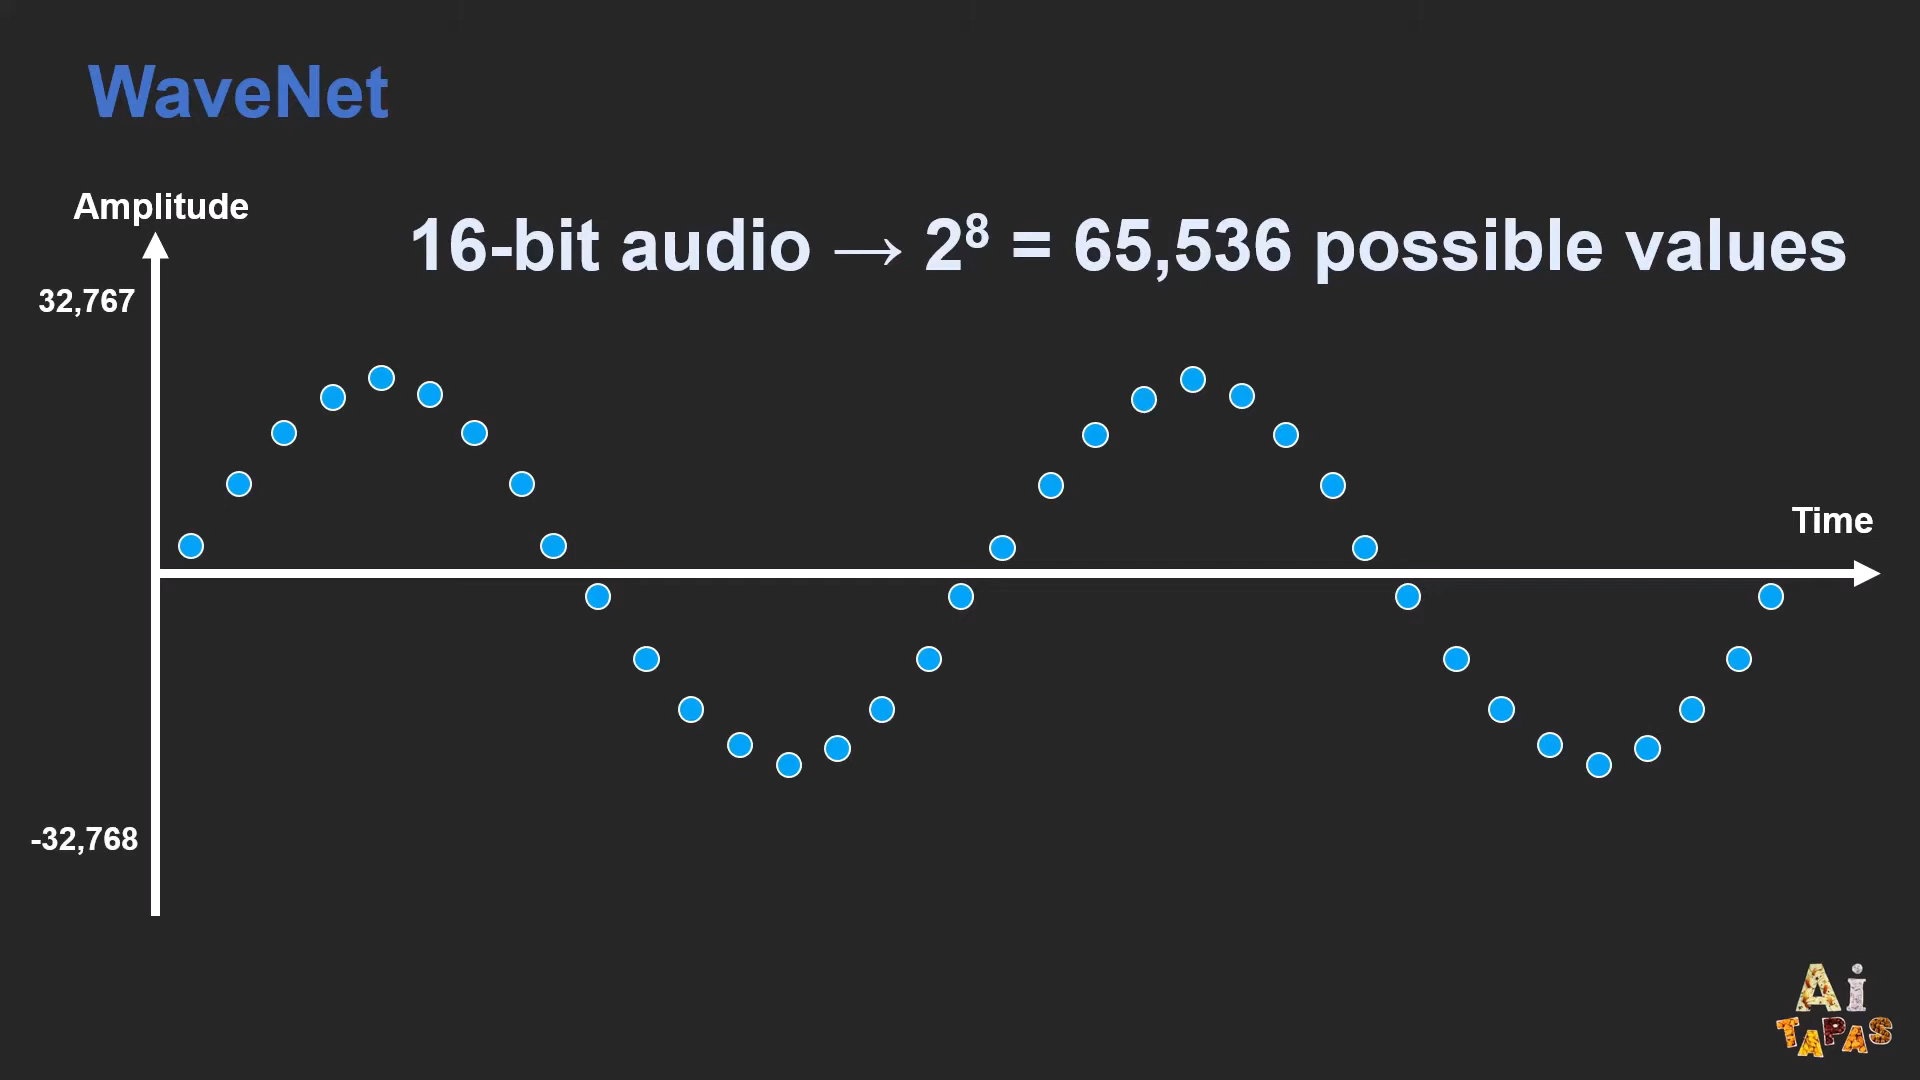 WaveNet
Amplitude
16-bit audio → 2⁸ = 65,536 possible values
32,767
Time
-32,768
Ai
TAPAS